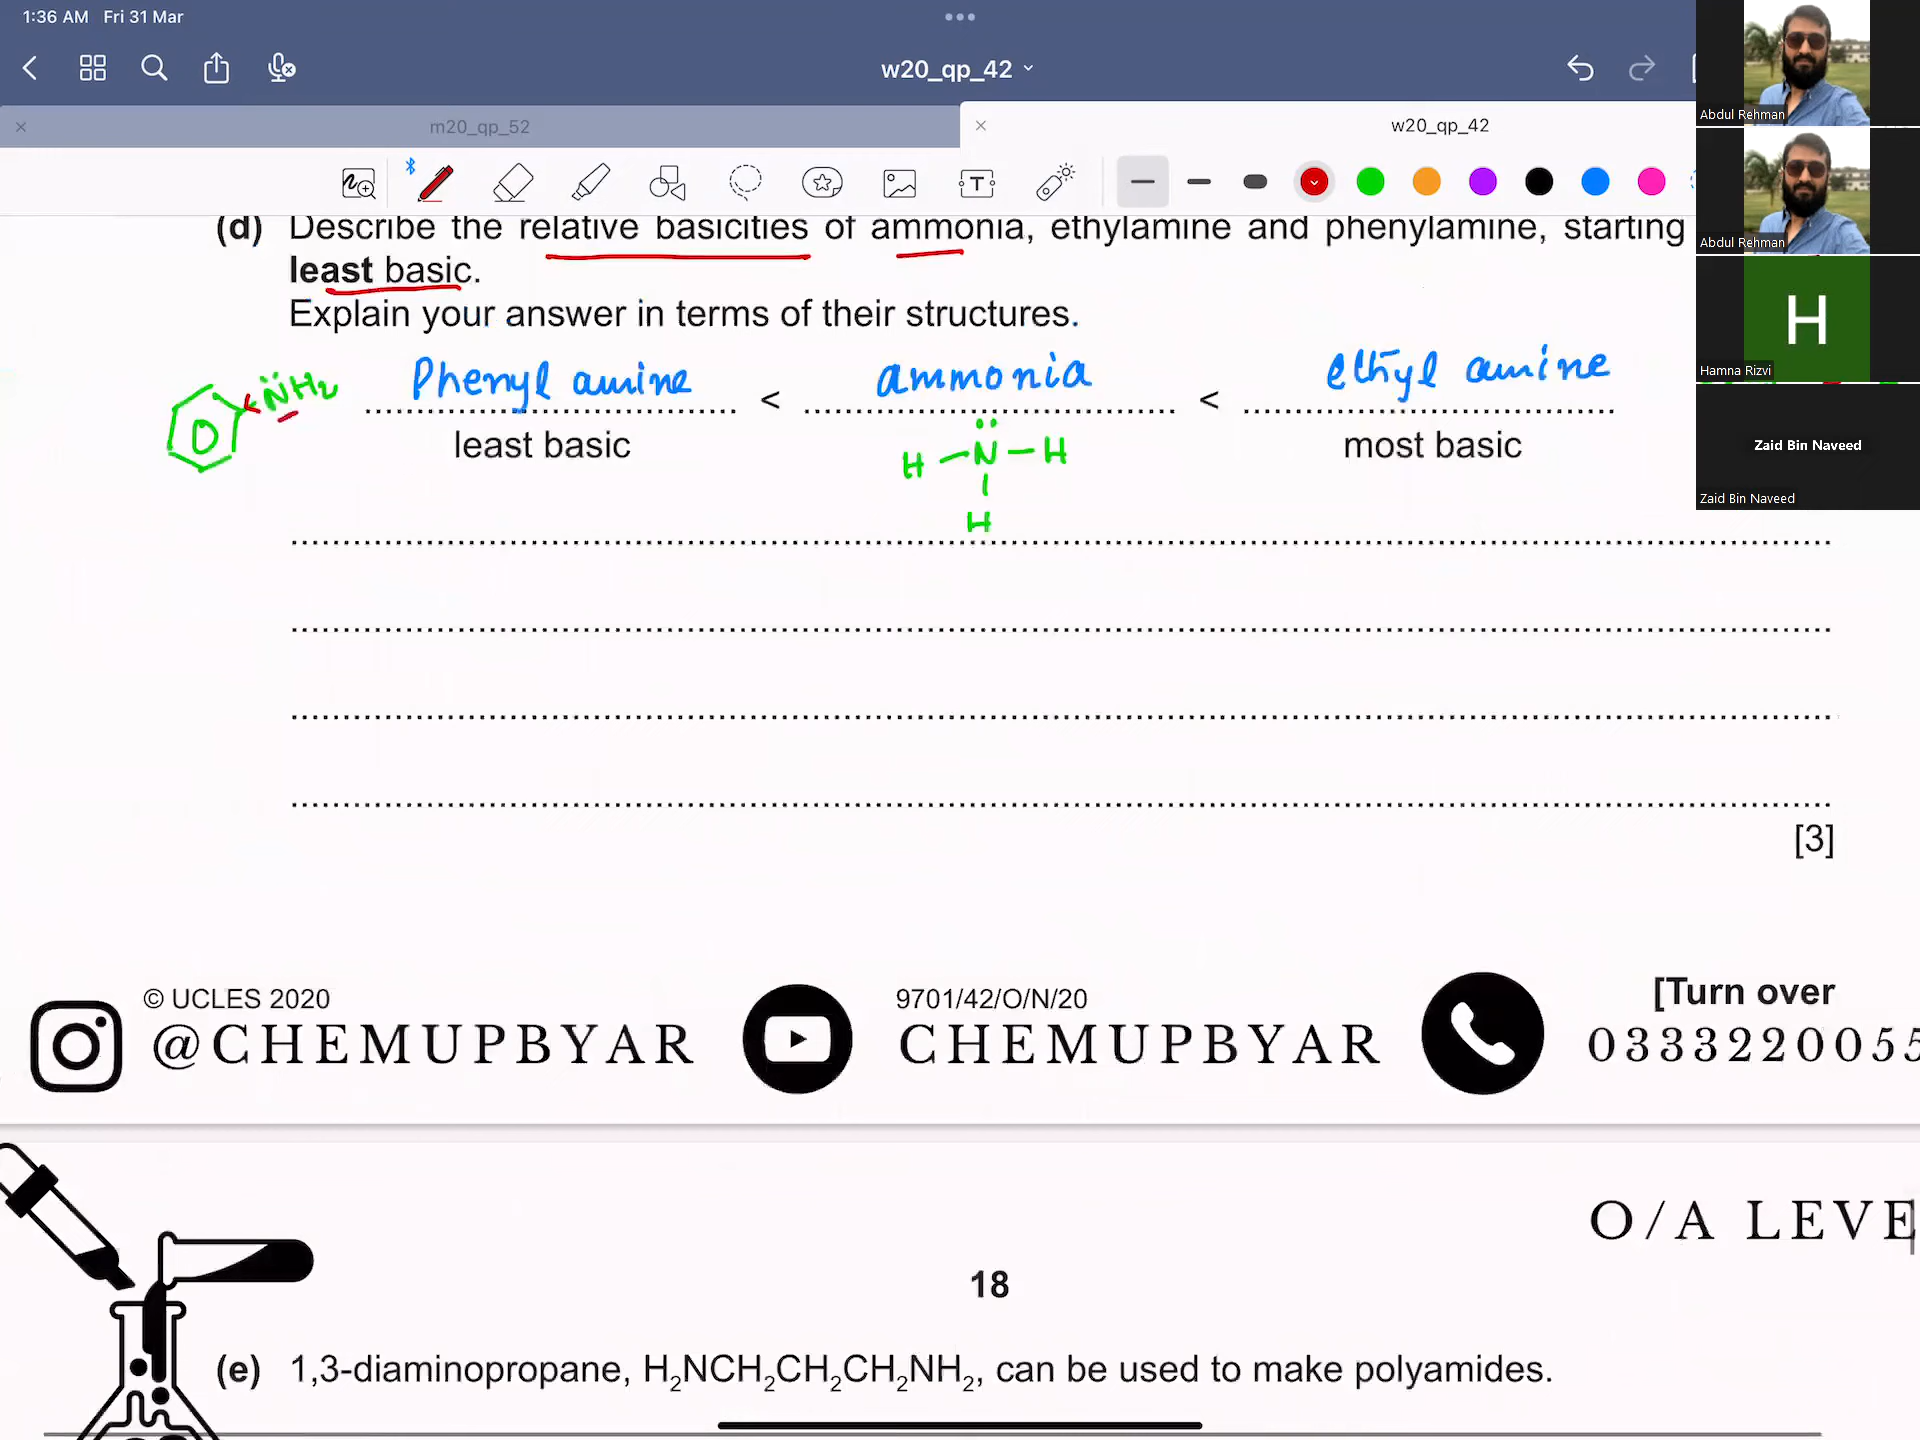 1:36 AM Fri 31 Mar
w20_qp_42
m20_qp_52
w20_qp_42
(d) Describe the relative basicities of ammonia, ethylamine and phenylamine, starting
least basic.
Explain your answer in terms of their structures.
N̈H2 Phenyl amine < ammonia < ethyl amine
least basic
most basic
H – N – H
H
[3]
© UCLES 2020
9701/42/O/N/20
[Turn over
@CHEMUPBYAR
CHEMUPBYAR
0333220055
O/A LEVE
18
(e) 1,3-diaminopropane, H₂NCH₂CH₂CH₂NH₂, can be used to make polyamides.
Abdul Rehman
Abdul Rehman
H
Hamna Rizvi
Zaid Bin Naveed
Zaid Bin Naveed